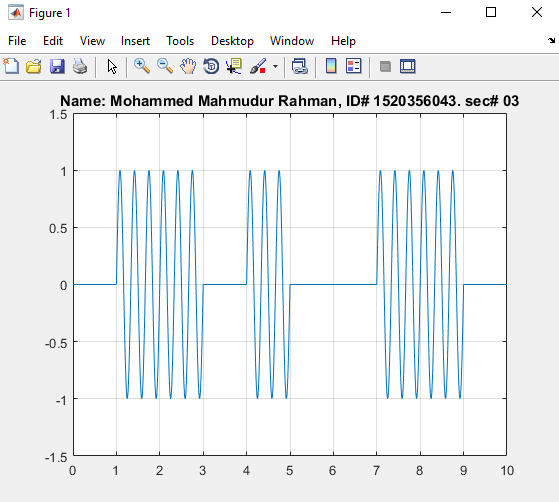 Figure 1
File Edit View Insert Tools Desktop Window Help
Name: Mohammed Mahmudur Rahman, ID# 1520356043. sec# 03
1.5
1
0.5
0
-0.5
-1
-1.5
0 1 2 3 4 5 6 7 8 9 10